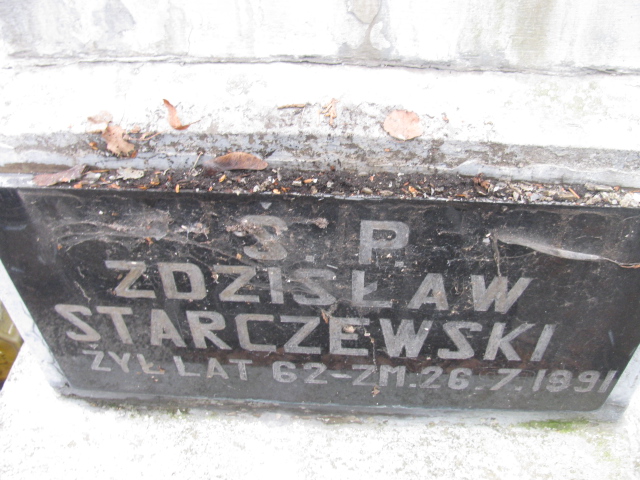 Ś. P.
ZDZISŁAW
STARCZEWSKI
ŻYŁ LAT 62-ZM.26.7.1991